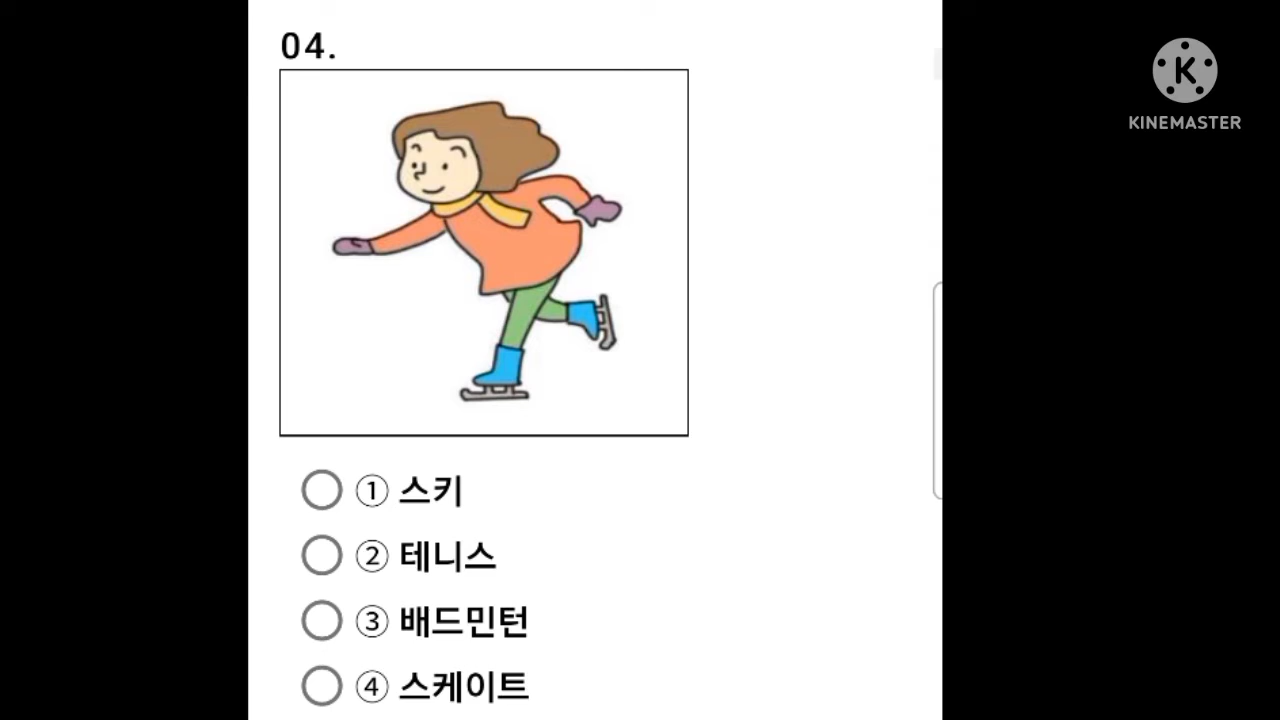 04.
K
KINEMASTER
① 스키
② 테니스
③ 배드민턴
④ 스케이트